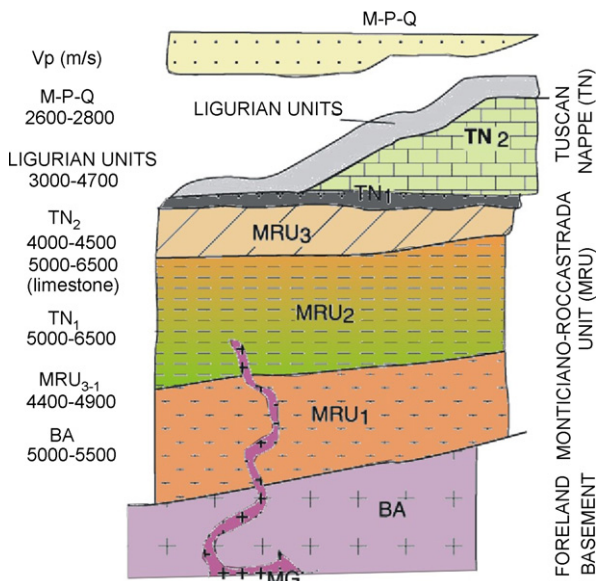 M-P-Q
Vp (m/s)
M-P-Q
2600-2800
LIGURIAN UNITS
3000-4700
TN2
4000-4500
5000-6500
(limestone)
TN1
5000-6500
MRU3-1
4400-4900
BA
5000-5500
LIGURIAN UNITS
TN 2
TN1
MRU3
MRU2
MRU1
BA
MG
TUSCAN
NAPPE (TN)
MONTICIANO-ROCCASTRADA
UNIT (MRU)
FORELAND
BASEMENT